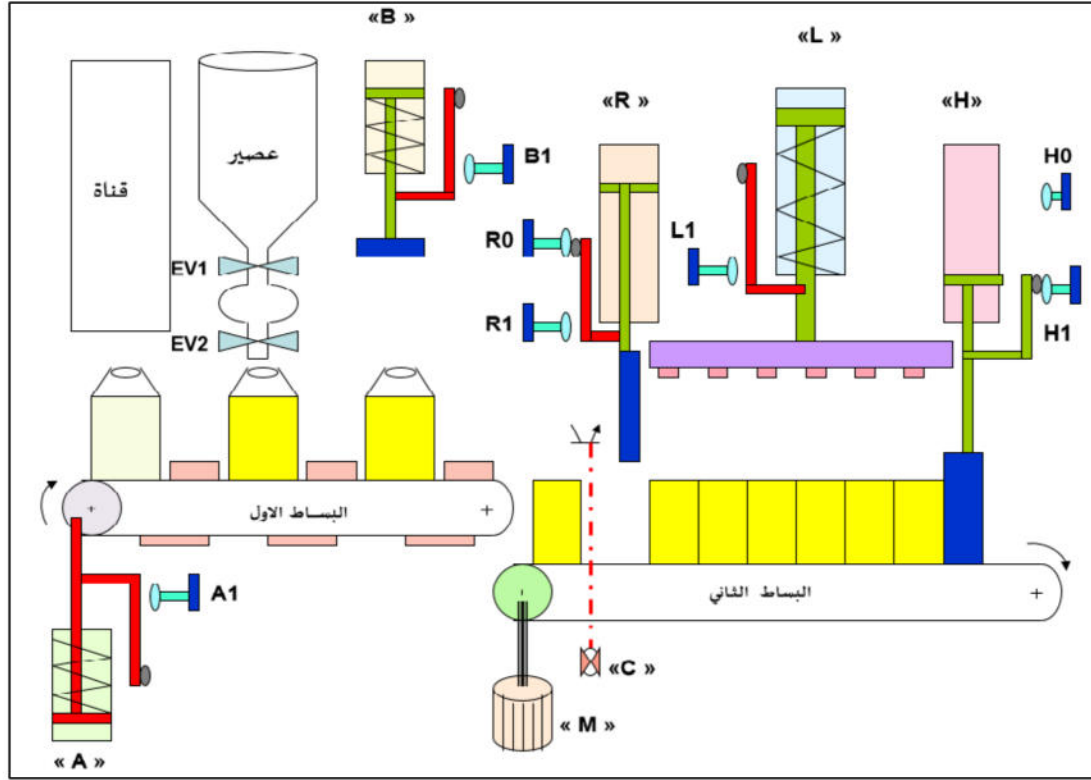 « B »
« L »
« R »
« H »
قناة
عصير
B1
H0
R0
L1
EV1
R1
H1
EV2
البساط الاول
A1
البساط الثاني
« C »
« M »
« A »